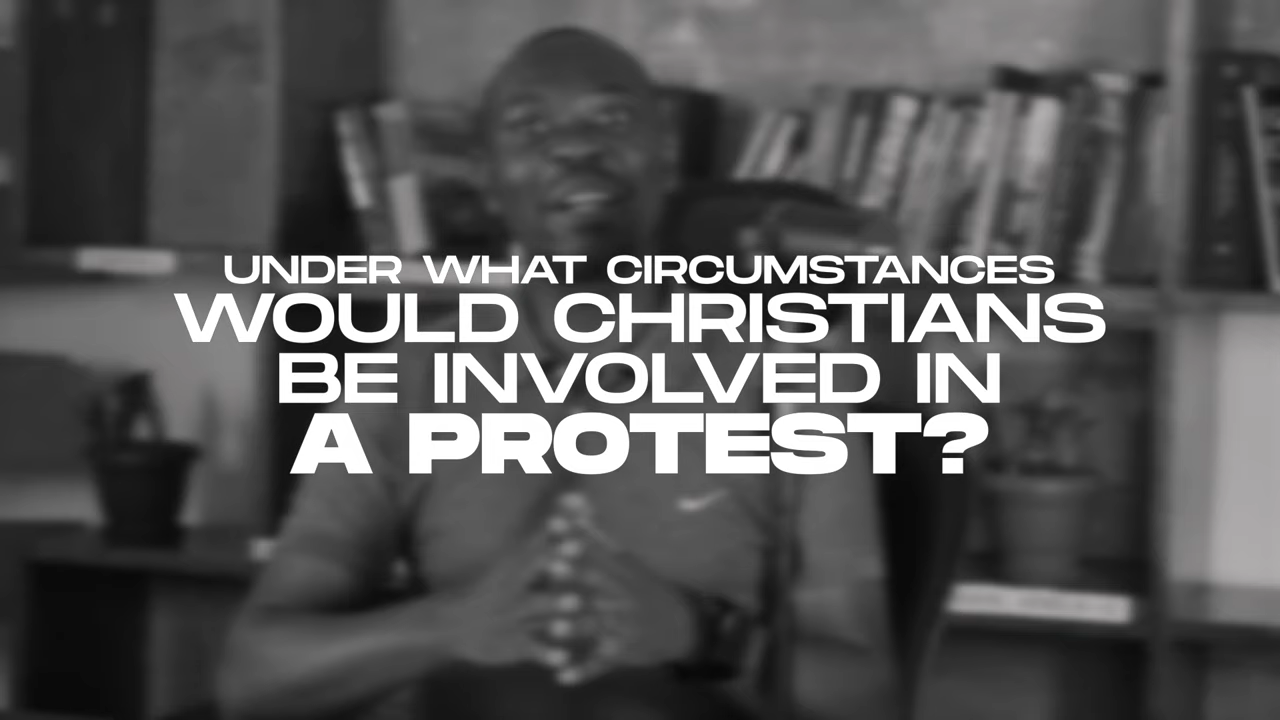 UNDER WHAT CIRCUMSTANCES
WOULD CHRISTIANS
BE INVOLVED IN
A PROTEST?